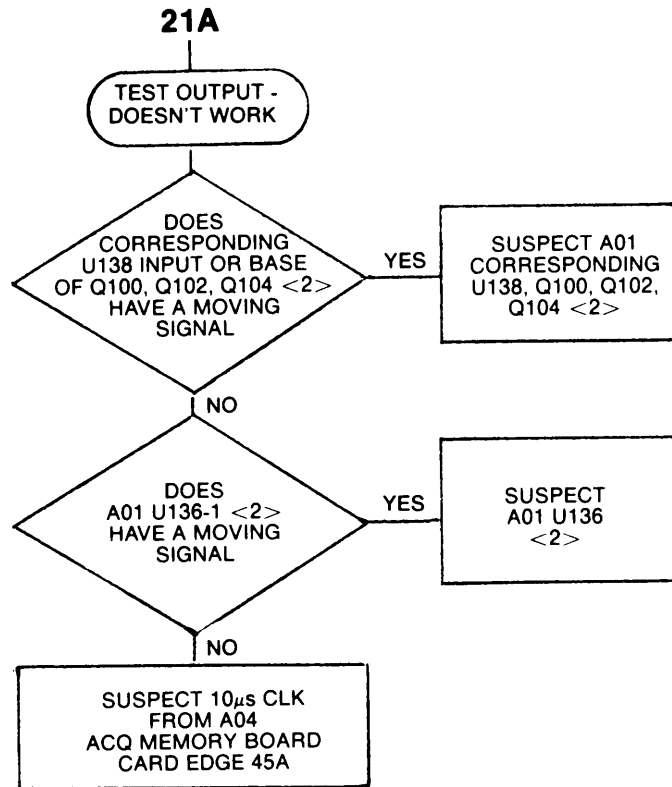 21A
TEST OUTPUT -
DOESN'T WORK
DOES
CORRESPONDING
U138 INPUT OR BASE
OF Q100, Q102, Q104 <2>
HAVE A MOVING
SIGNAL
YES
SUSPECT A01
CORRESPONDING
U138, Q100, Q102,
Q104 <2>
NO
DOES
A01 U136-1 <2>
HAVE A MOVING
SIGNAL
YES
SUSPECT
A01 U136
<2>
NO
SUSPECT 10μs CLK
FROM A04
ACQ MEMORY BOARD
CARD EDGE 45A